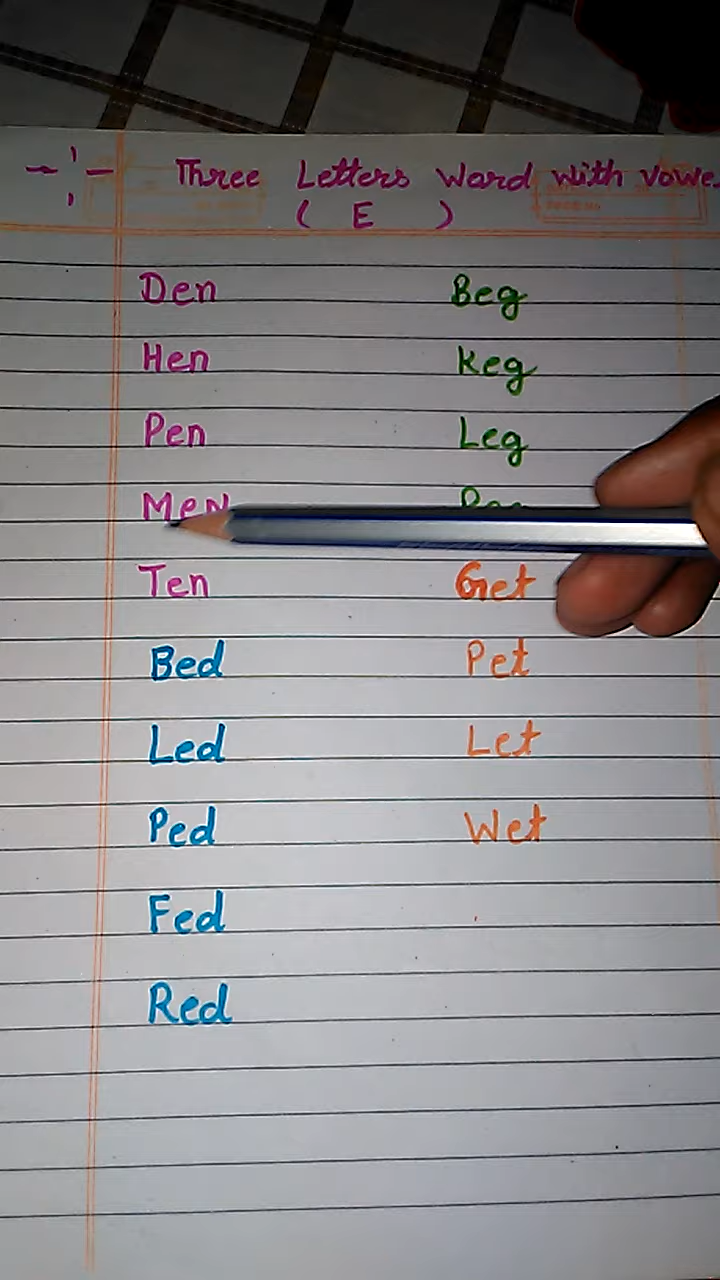 Three Letters Word with vowe
( E )
Den Beg
Hen Keg
Pen Leg
Men
Ten Get
Bed Pet
Led Let
Ped Wet
Fed
Red